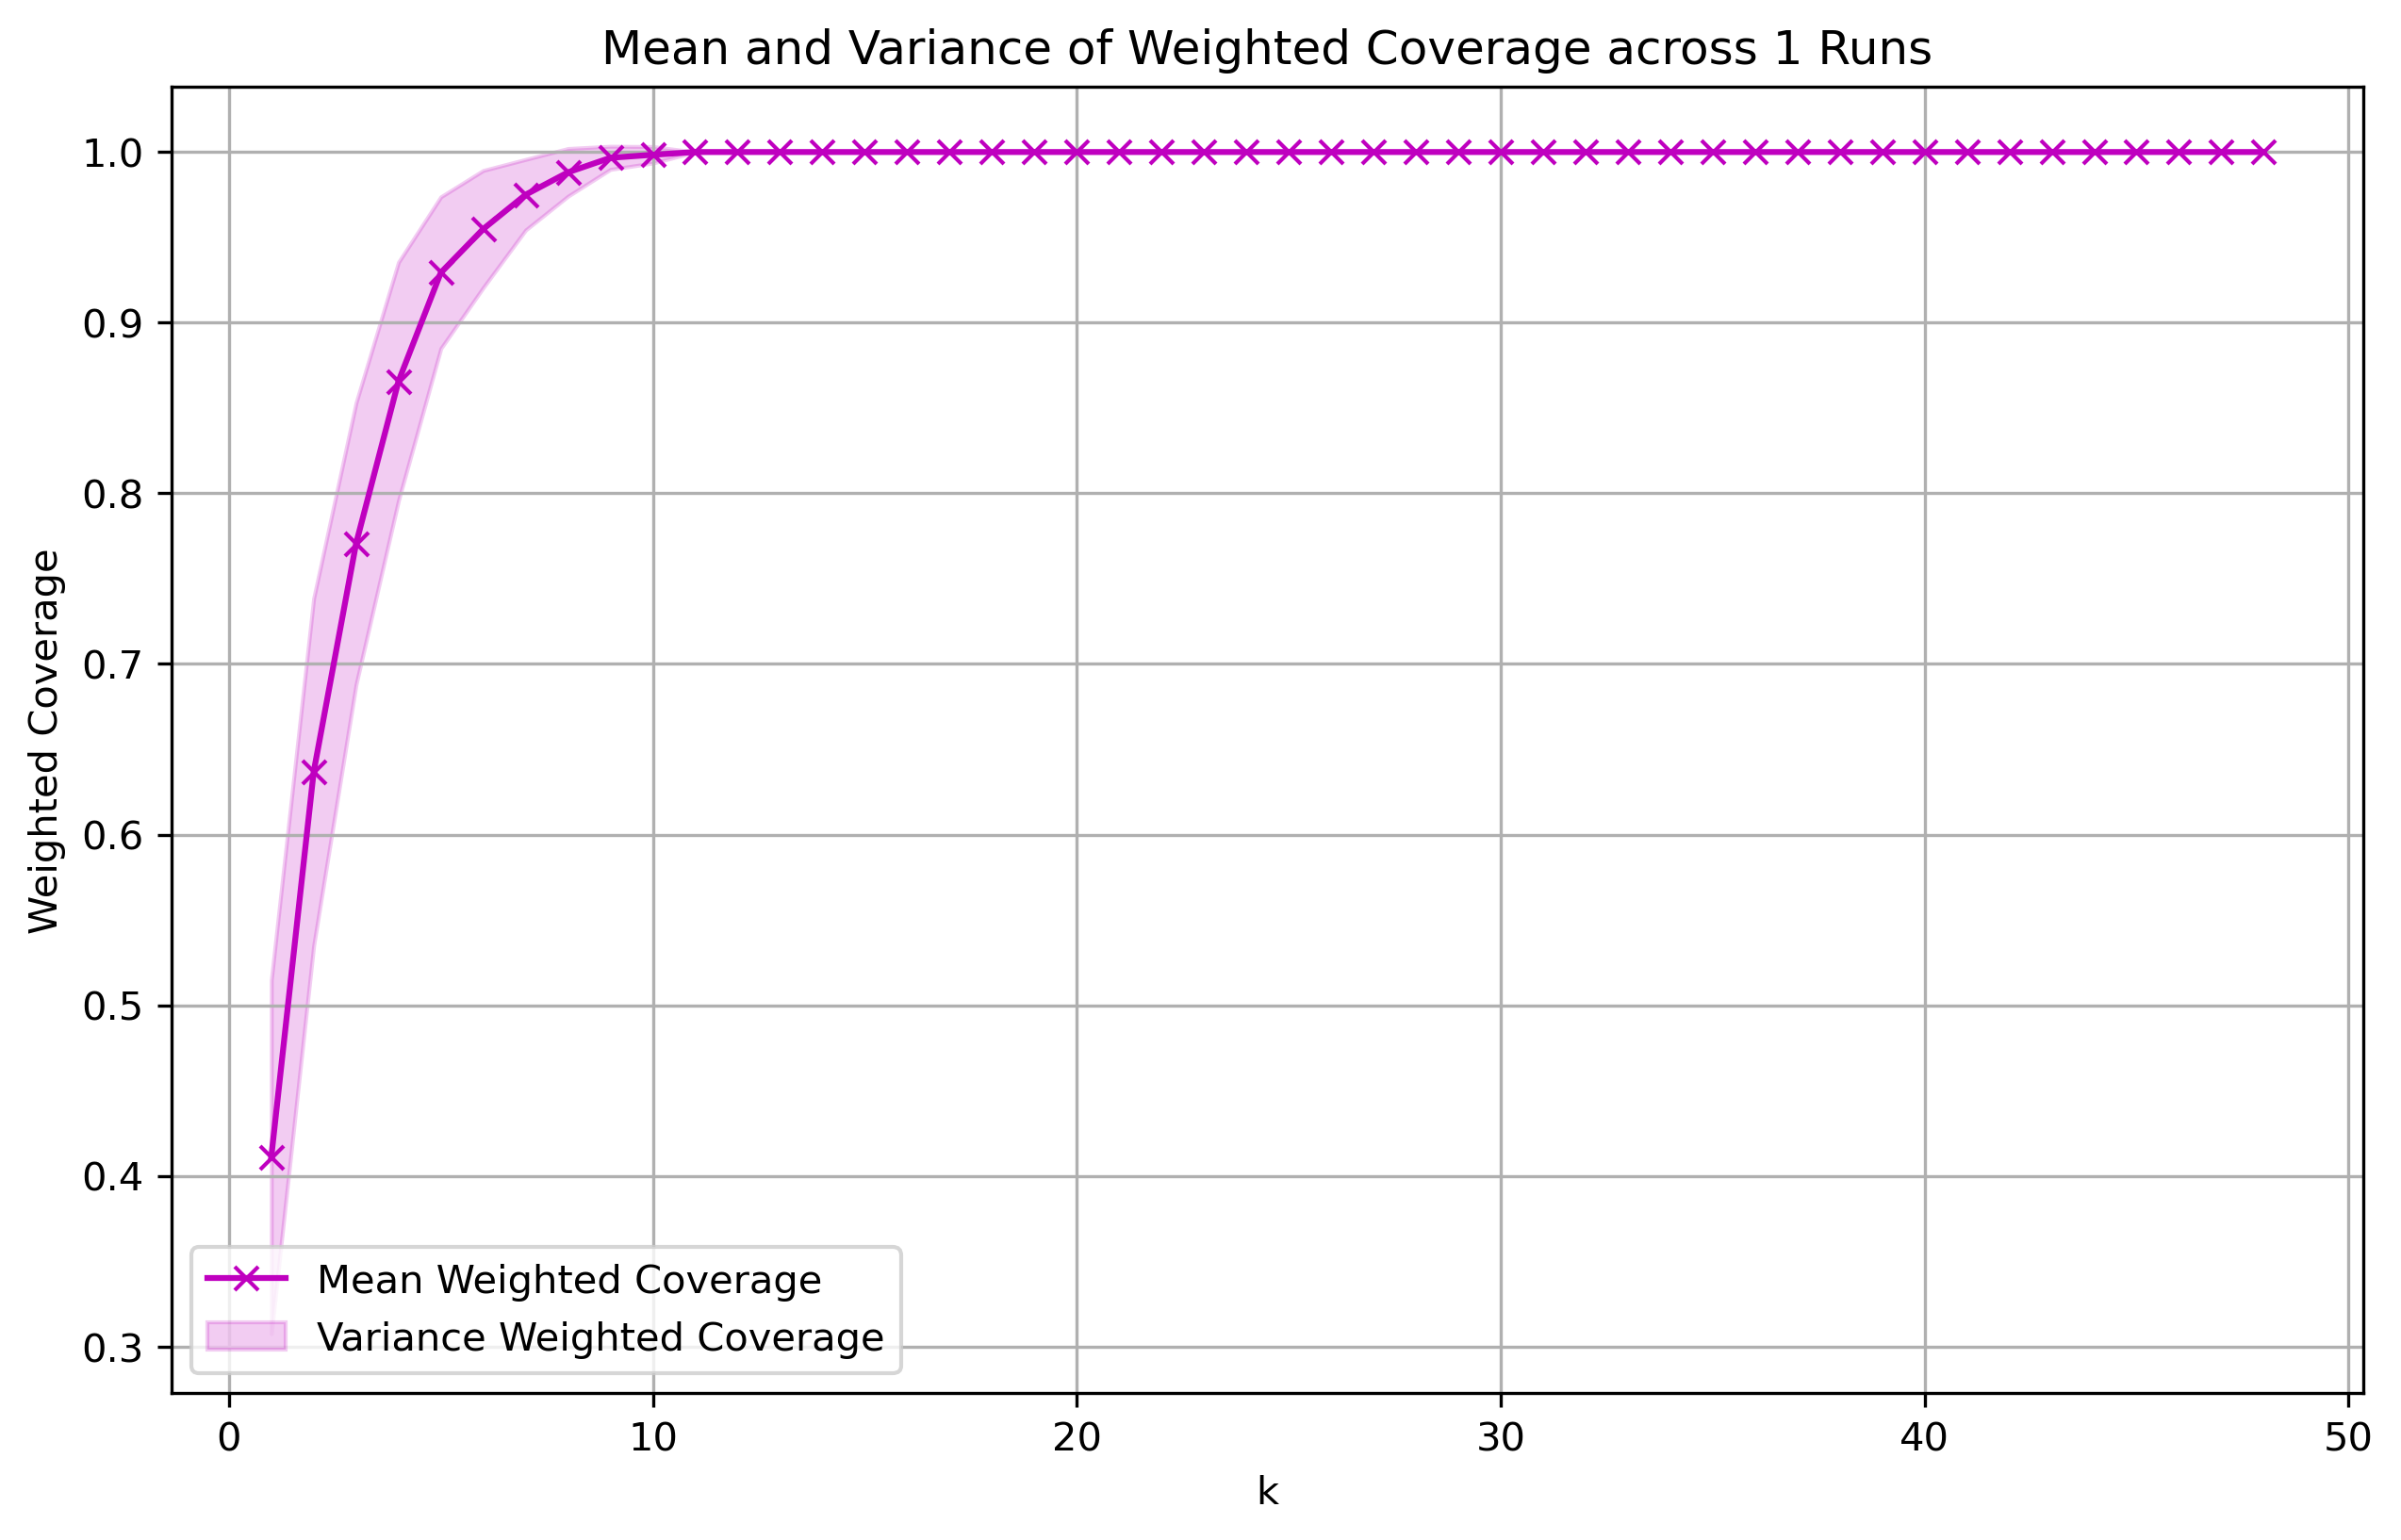 Mean and Variance of Weighted Coverage across 1 Runs
1.0
0.9
0.8
0.7
0.6
0.5
0.4
0.3
Weighted Coverage
Mean Weighted Coverage
Variance Weighted Coverage
0 10 20 30 40 50
k